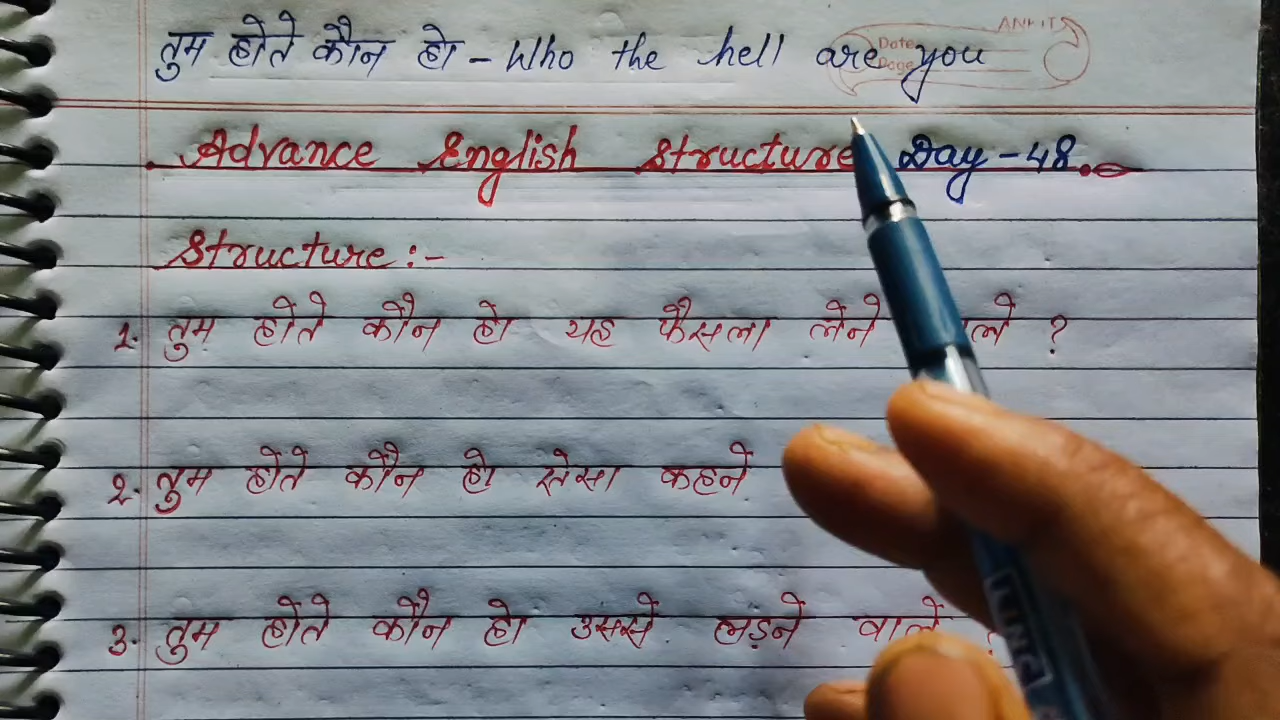 तुम होते कौन हो - Who the hell are you
ANKIT
Date
Page
Advance English Structure Day-48.
Structure :-
1. तुम होते कौन हो यह फैसला लेने ?
2. तुम होते कौन हो ऐसा कहने
3. तुम होते कौन हो उससे लड़ने वाले ?